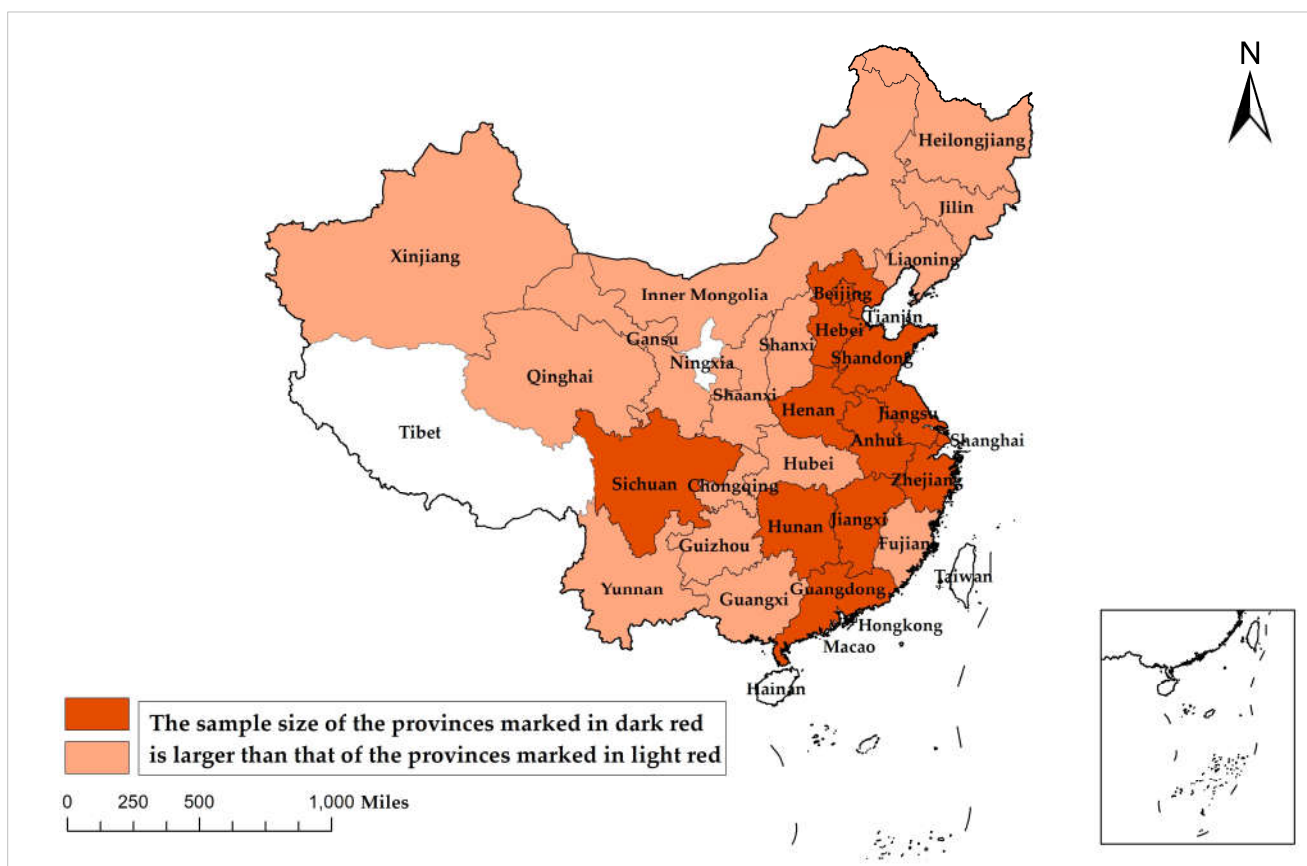 N
Heilongjiang
Jilin
Liaoning
Xinjiang
Inner Mongolia
Beijing
Tianjin
Hebei
Gansu
Shanxi
Ningxia
Shandong
Qinghai
Shaanxi
Henan
Jiangsu
Tibet
Anhui
Shanghai
Hubei
Sichuan
Chongqing
Zhejiang
Hunan
Jiangxi
Guizhou
Fujian
Taiwan
Yunnan
Guangxi
Guangdong
Hongkong
Macao
Hainan
The sample size of the provinces marked in dark red
is larger than that of the provinces marked in light red
0 250 500 1,000 Miles